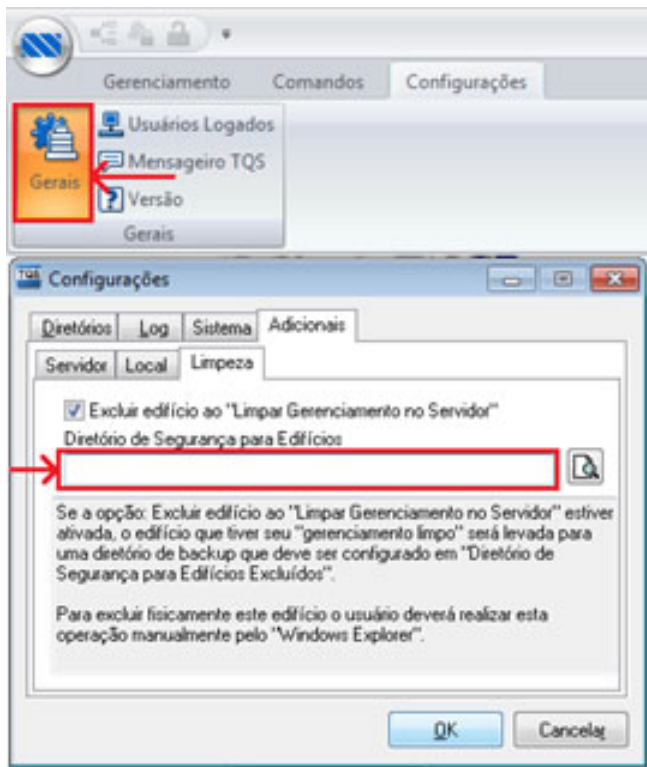 Gerenciamento Comandos Configurações
Usuários Logados
Mensageiro TQS
Gerais
Versão
Gerais
TQS Configurações
Diretórios Log Sistema Adicionais
Servidor Local Limpeza
Excluir edifício ao "Limpar Gerenciamento no Servidor"
Diretório de Segurança para Edifícios
Se a opção: Excluir edifício ao "Limpar Gerenciamento no Servidor" estiver
ativada, o edifício que tiver seu "gerenciamento limpo" será levada para
uma diretório de backup que deve ser configurado em "Diretório de
Segurança para Edifícios Excluídos".
Para excluir fisicamente este edifício o usuário deverá realizar esta
operação manualmente pelo "Windows Explorer".
OK Cancelar